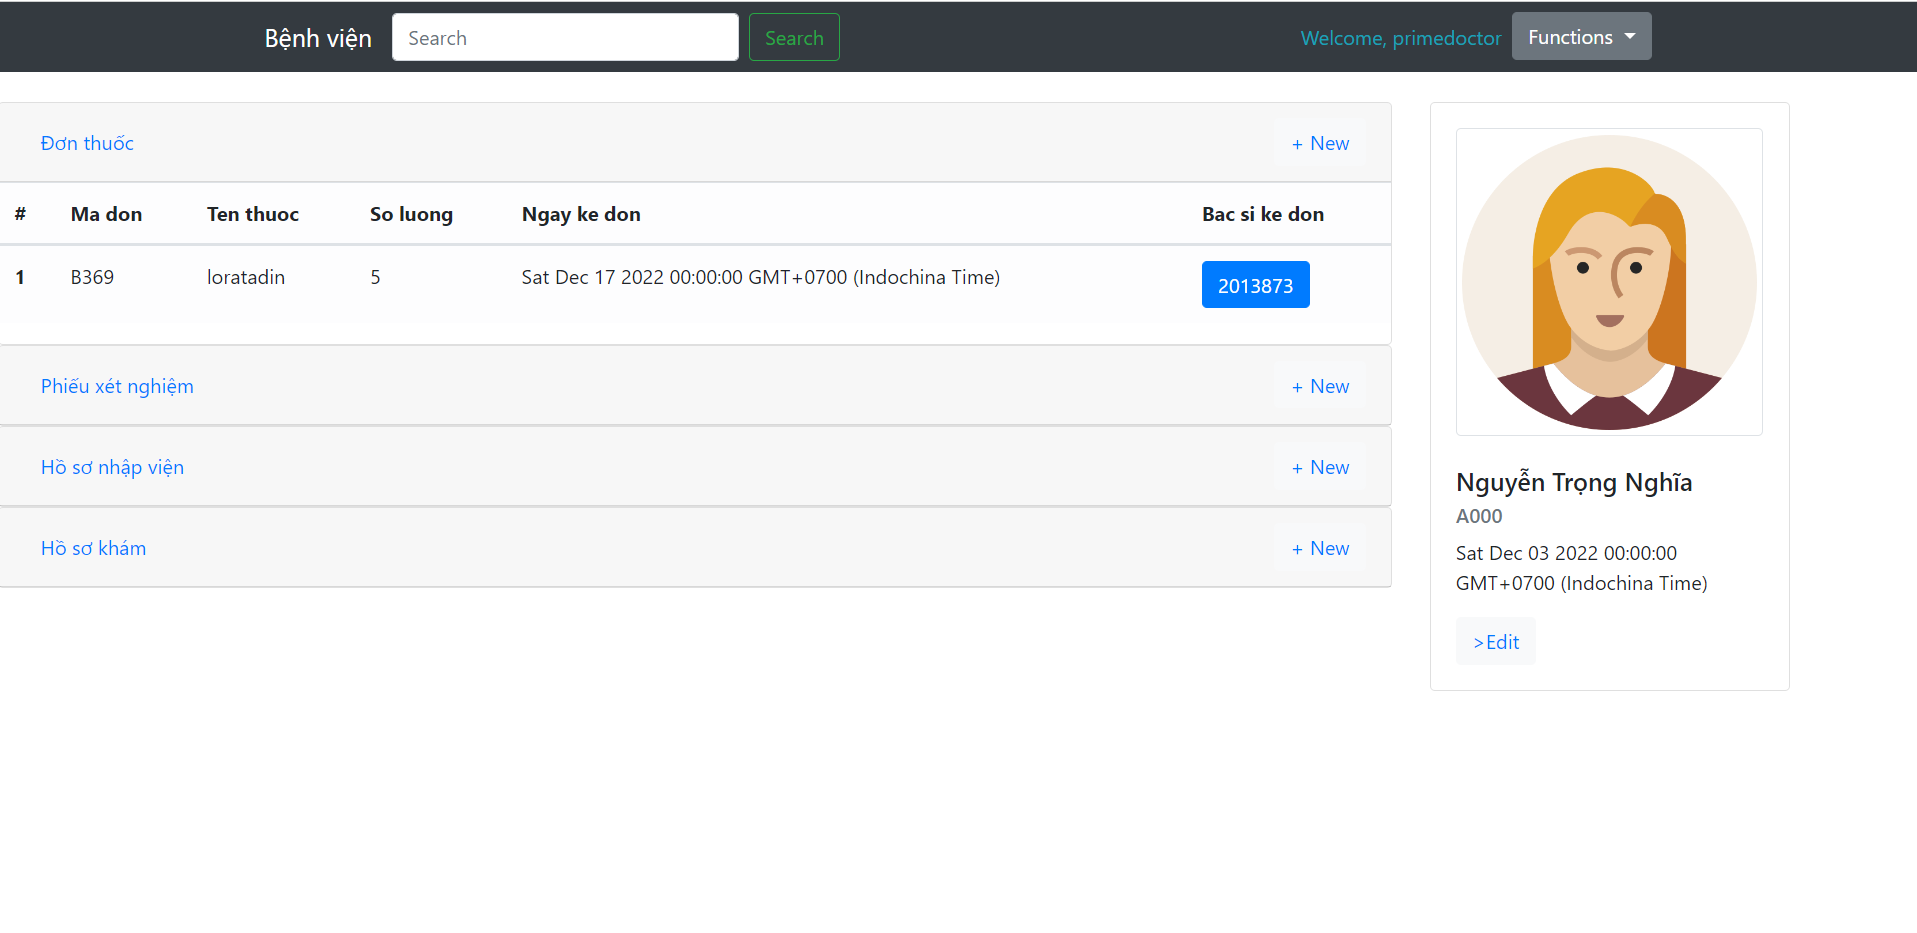 Bệnh viện Search Search Welcome, primedoctor Functions
Đơn thuốc + New
# Ma don Ten thuoc So luong Ngay ke don Bac si ke don
1 B369 loratadin 5 Sat Dec 17 2022 00:00:00 GMT+0700 (Indochina Time) 2013873
Phiếu xét nghiệm + New
Hồ sơ nhập viện + New
Hồ sơ khám + New
Nguyễn Trọng Nghĩa
A000
Sat Dec 03 2022 00:00:00
GMT+0700 (Indochina Time)
>Edit